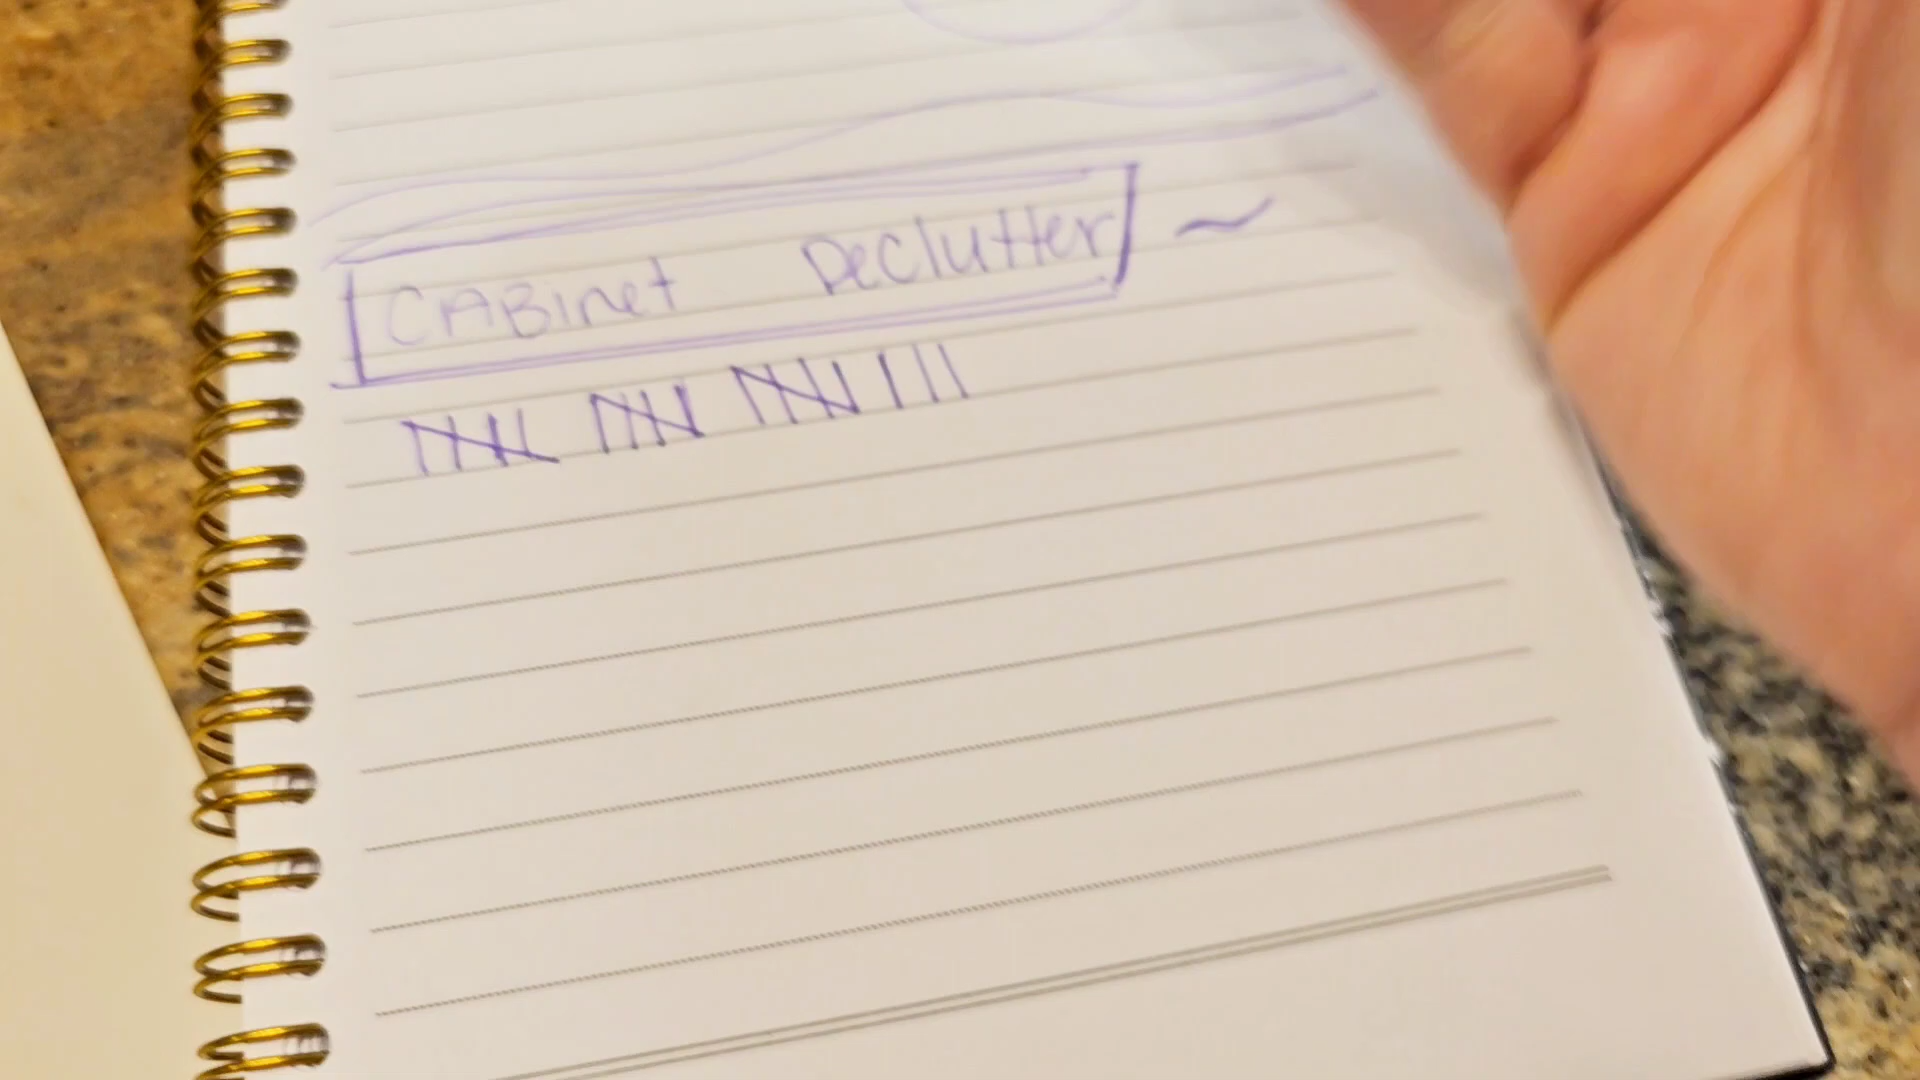 CABinet DeClutter ~
𝍸 𝍸 𝍸 ||||